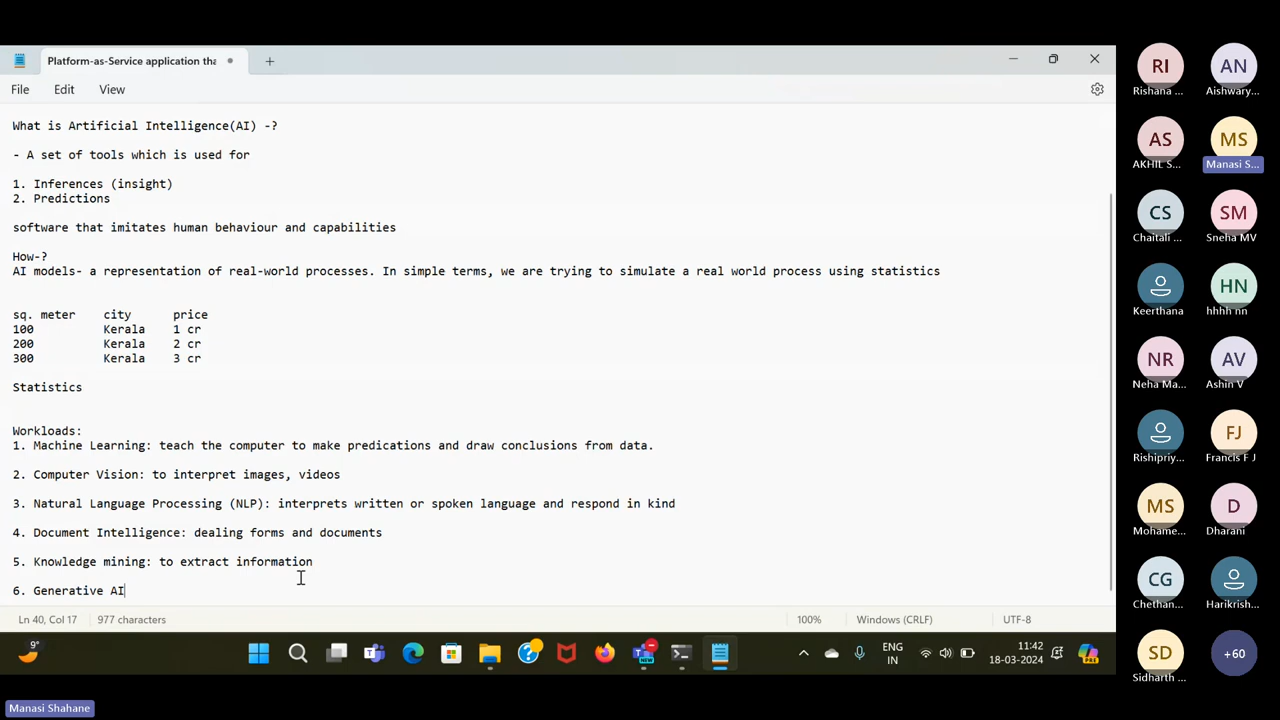 Platform-as-Service application tha
File Edit View
What is Artificial Intelligence(AI) -?
- A set of tools which is used for
1. Inferences (insight)
2. Predictions
software that imitates human behaviour and capabilities
How-?
AI models- a representation of real-world processes. In simple terms, we are trying to simulate a real world process using statistics
sq. meter city price
100 Kerala 1 cr
200 Kerala 2 cr
300 Kerala 3 cr
Statistics
Workloads:
1. Machine Learning: teach the computer to make predications and draw conclusions from data.
2. Computer Vision: to interpret images, videos
3. Natural Language Processing (NLP): interprets written or spoken language and respond in kind
4. Document Intelligence: dealing forms and documents
5. Knowledge mining: to extract information
6. Generative AI
Ln 40, Col 17 977 characters 100% Windows (CRLF) UTF-8
9°
NEW
ENG
IN
11:42
18-03-2024
PRE
Manasi Shahane
RI AN
Rishana ... Aishwary...
AS MS
AKHIL S... Manasi S...
CS SM
Chaitali ... Sneha MV
HN
Keerthana hhhh nn
NR AV
Neha Ma... Ashin V
FJ
Rishipriy... Francis F J
MS D
Mohame... Dharani
CG
Chethan... Harikrish...
SD +60
Sidharth ...